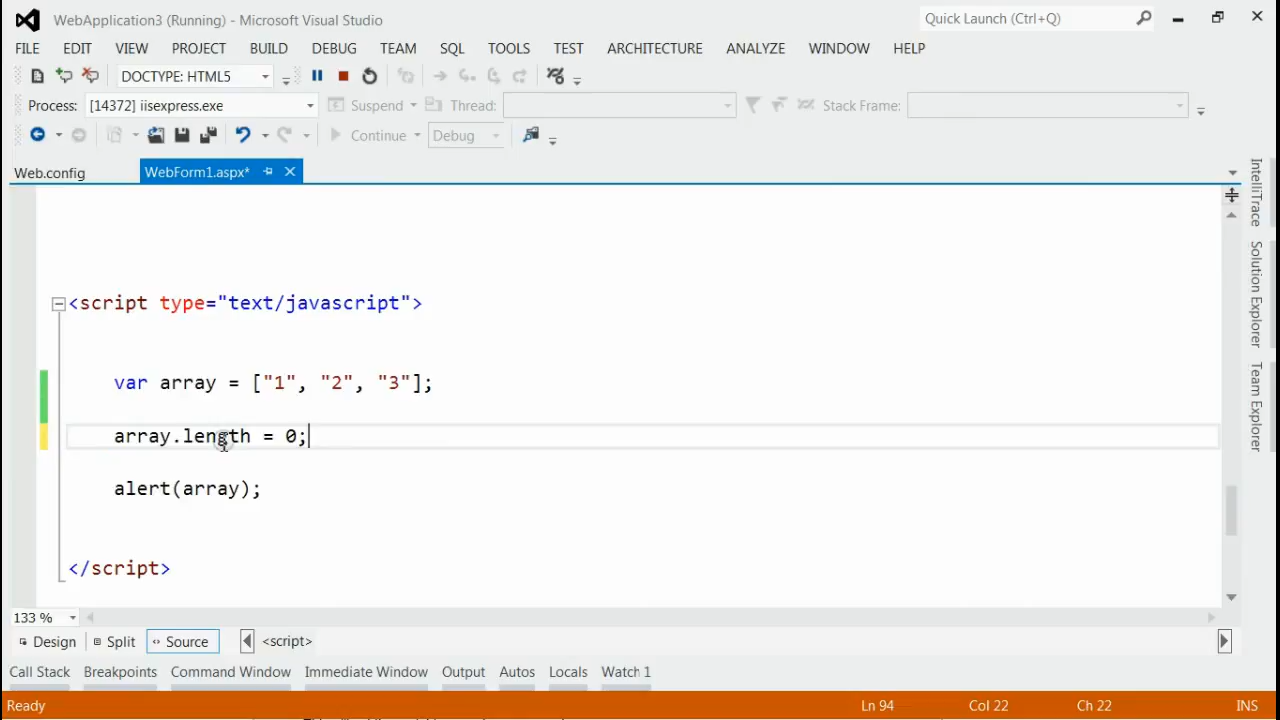 WebApplication3 (Running) - Microsoft Visual Studio
Quick Launch (Ctrl+Q)
FILE EDIT VIEW PROJECT BUILD DEBUG TEAM SQL TOOLS TEST ARCHITECTURE ANALYZE WINDOW HELP
DOCTYPE: HTML5
Process: [14372] iisexpress.exe Suspend Thread: Stack Frame:
Continue Debug
Web.config WebForm1.aspx*
IntelliTrace
Solution Explorer
Team Explorer
<script type="text/javascript">
var array = ["1", "2", "3"];
array.length = 0;
alert(array);
</script>
133 %
Design Split Source <script>
Call Stack Breakpoints Command Window Immediate Window Output Autos Locals Watch 1
Ready Ln 94 Col 22 Ch 22 INS